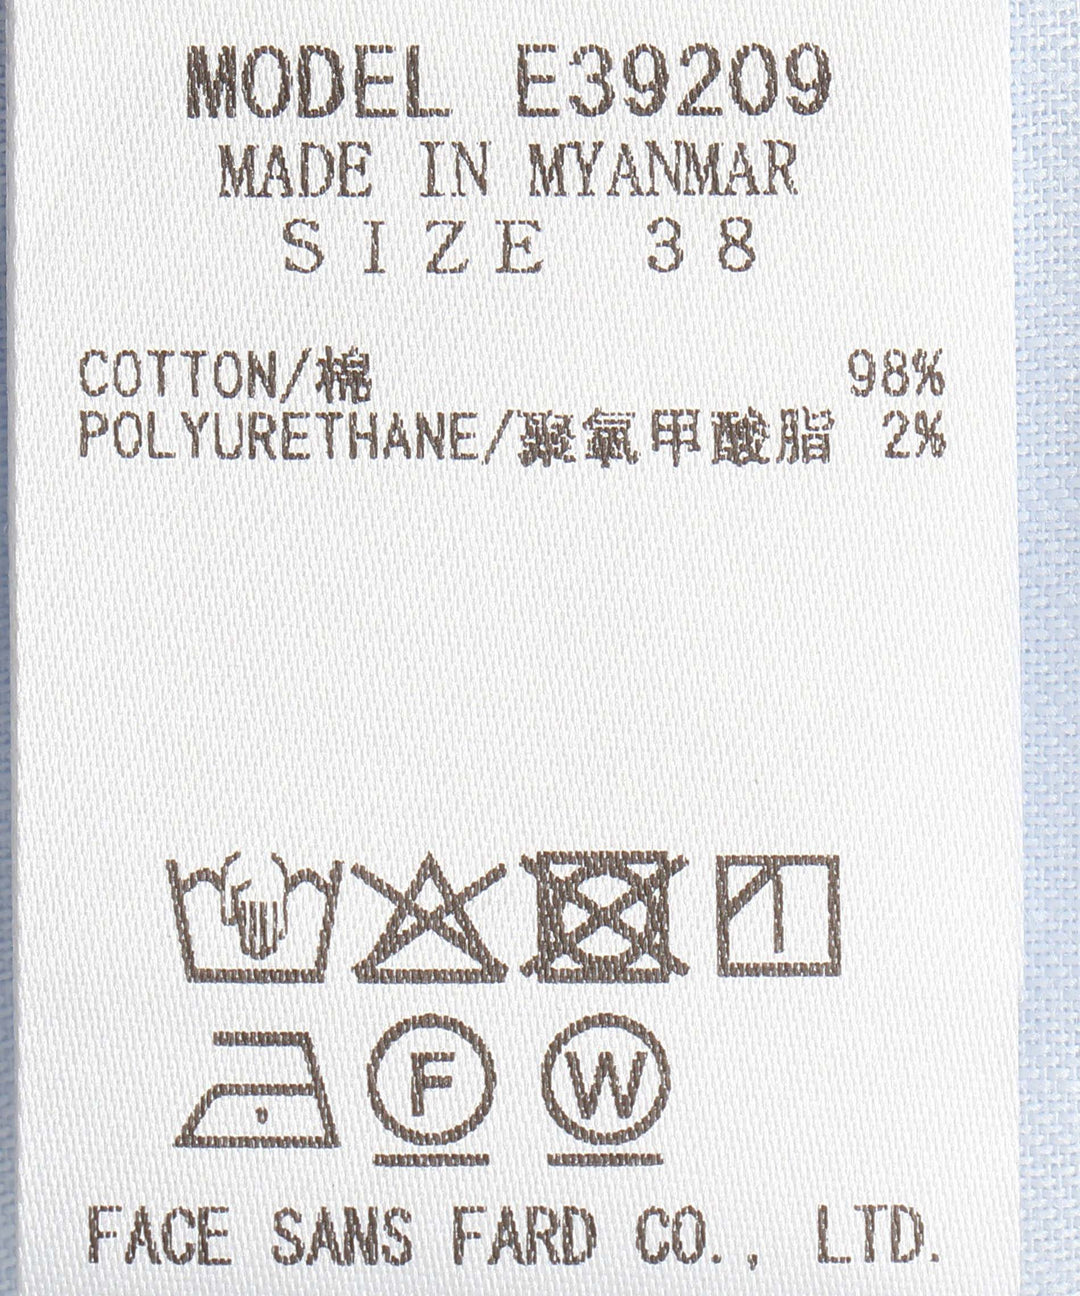 MODEL E39209
MADE IN MYANMAR
SIZE 38
COTTON/棉 98%
POLYURETHANE/聚氨甲酸脂 2%
F W
FACE SANS FARD CO., LTD.